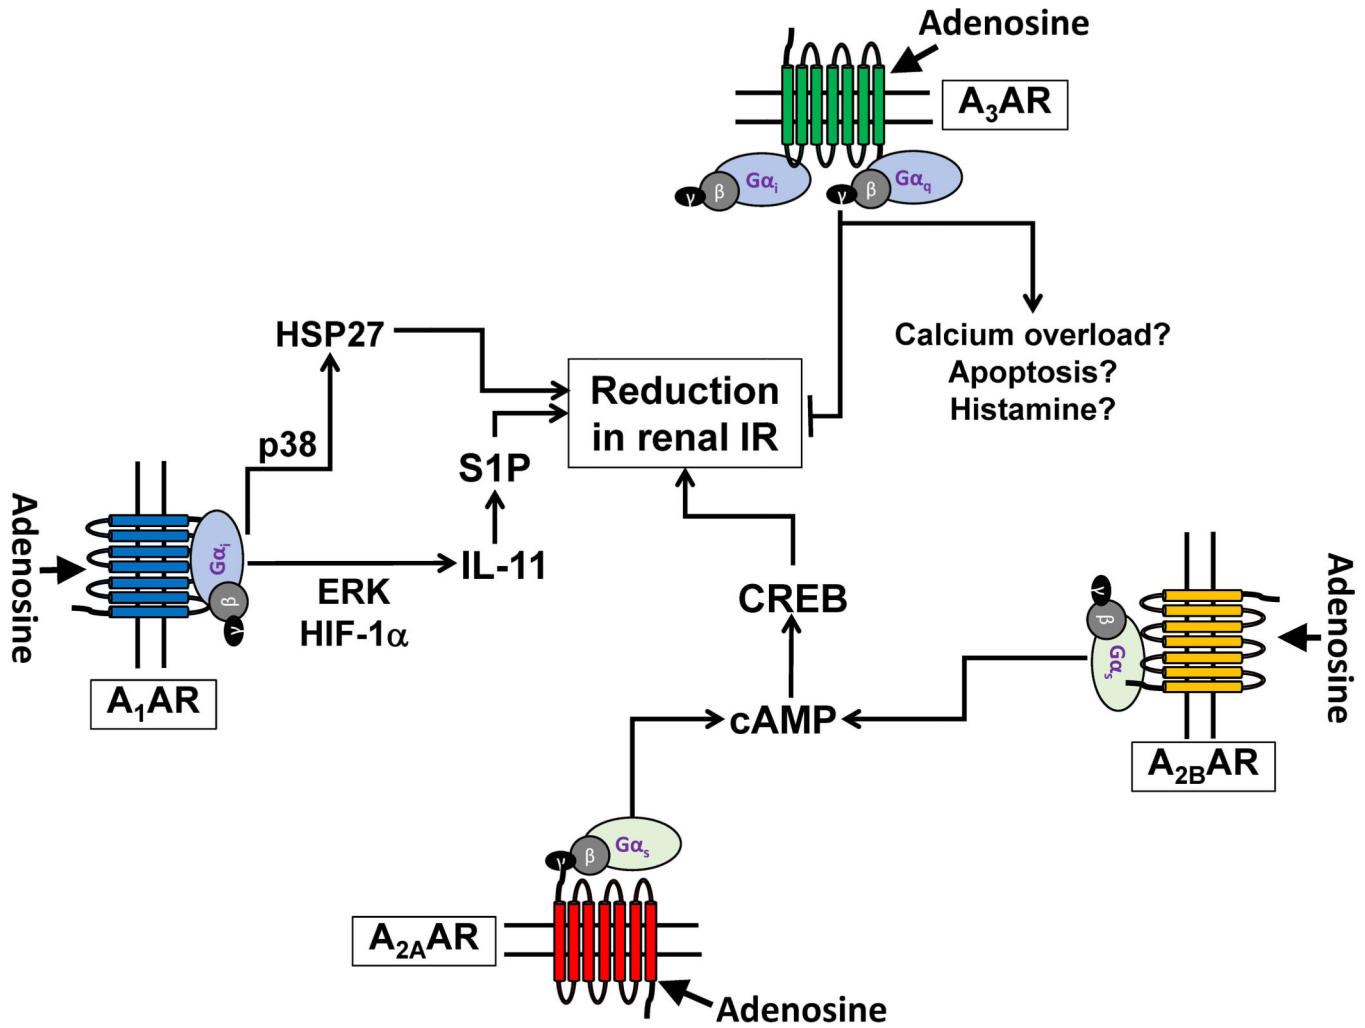 Adenosine
A₃AR
Gαᵢ
β
γ
Gα_q
β
γ
Calcium overload?
Apoptosis?
Histamine?
HSP27
p38
Reduction
in renal IR
S1P
IL-11
ERK
HIF-1α
Adenosine
Gαᵢ
β
γ
A₁AR
CREB
cAMP
Adenosine
γ
β
Gαₛ
A₂BAR
Gαₛ
β
γ
A₂AAR
Adenosine